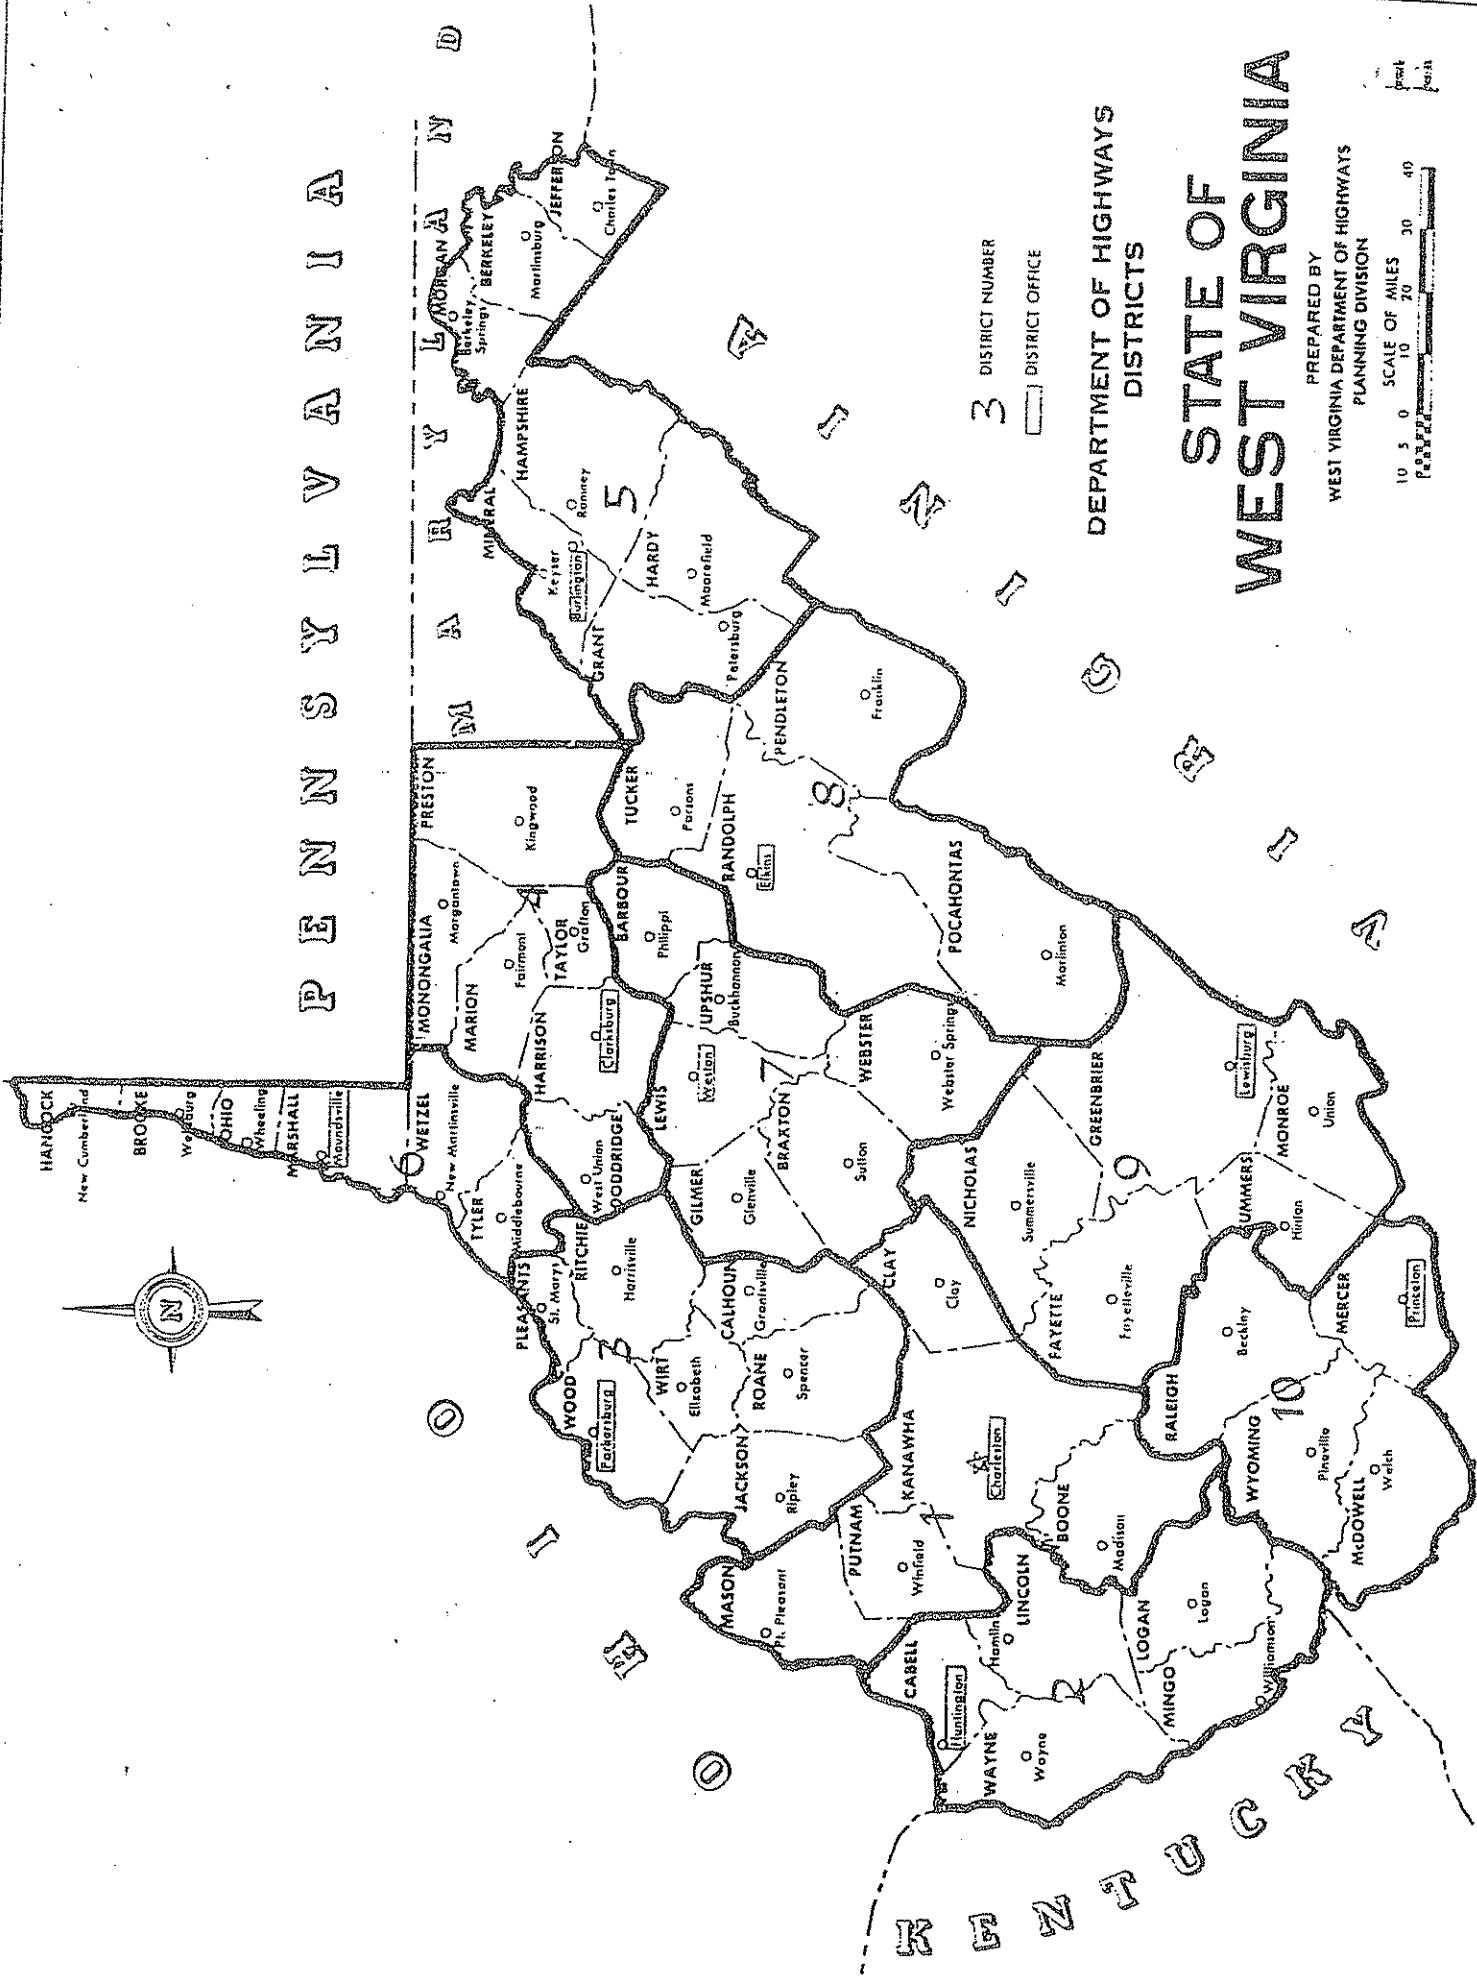 PENNSYLVANIA
MARYLAND
OHIO
KENTUCKY
VIRGINIA
N
HANCOCK
New Cumberland
BROOKE
OHIO
Wheeling
MARSHALL
Moundsville
6
WETZEL
New Martinsville
TYLER
Middlebourne
PLEASANTS
St. Marys
RITCHIE
Harrisville
WOOD
Parkersburg
3
WIRT
Elizabeth
CALHOUN
Grantsville
ROANE
Spencer
JACKSON
Ripley
MONONGALIA
Morgantown
MARION
Fairmont
4
PRESTON
Kingwood
TAYLOR
Grafton
HARRISON
Clarksburg
DODDRIDGE
West Union
BARBOUR
Philippi
LEWIS
Weston
UPSHUR
Buckhannon
7
GILMER
Glenville
BRAXTON
Sutton
WEBSTER
Webster Springs
TUCKER
Parsons
RANDOLPH
Elkins
8
PENDLETON
Franklin
POCAHONTAS
Marlinton
MINERAL
Keyser
Burlington
GRANT
Petersburg
HARDY
Moorefield
5
HAMPSHIRE
Romney
MORGAN
Berkeley
Springs
BERKELEY
Martinsburg
JEFFERSON
Charles Town
MASON
Pt. Pleasant
PUTNAM
Winfield
1
KANAWHA
Charleston
CLAY
Clay
BOONE
Madison
CABELL
Huntington
WAYNE
Wayne
2
LINCOLN
Hamlin
LOGAN
Logan
MINGO
Williamson
NICHOLAS
Summersville
FAYETTE
Fayetteville
9
GREENBRIER
Lewisburg
SUMMERS
Hinton
MONROE
Union
RALEIGH
Beckley
10
WYOMING
Pineville
McDOWELL
Welch
MERCER
Princeton
3 DISTRICT NUMBER
DISTRICT OFFICE
DEPARTMENT OF HIGHWAYS
DISTRICTS
STATE OF
WEST VIRGINIA
PREPARED BY
WEST VIRGINIA DEPARTMENT OF HIGHWAYS
PLANNING DIVISION
SCALE OF MILES
10 5 0 10 20 30 40